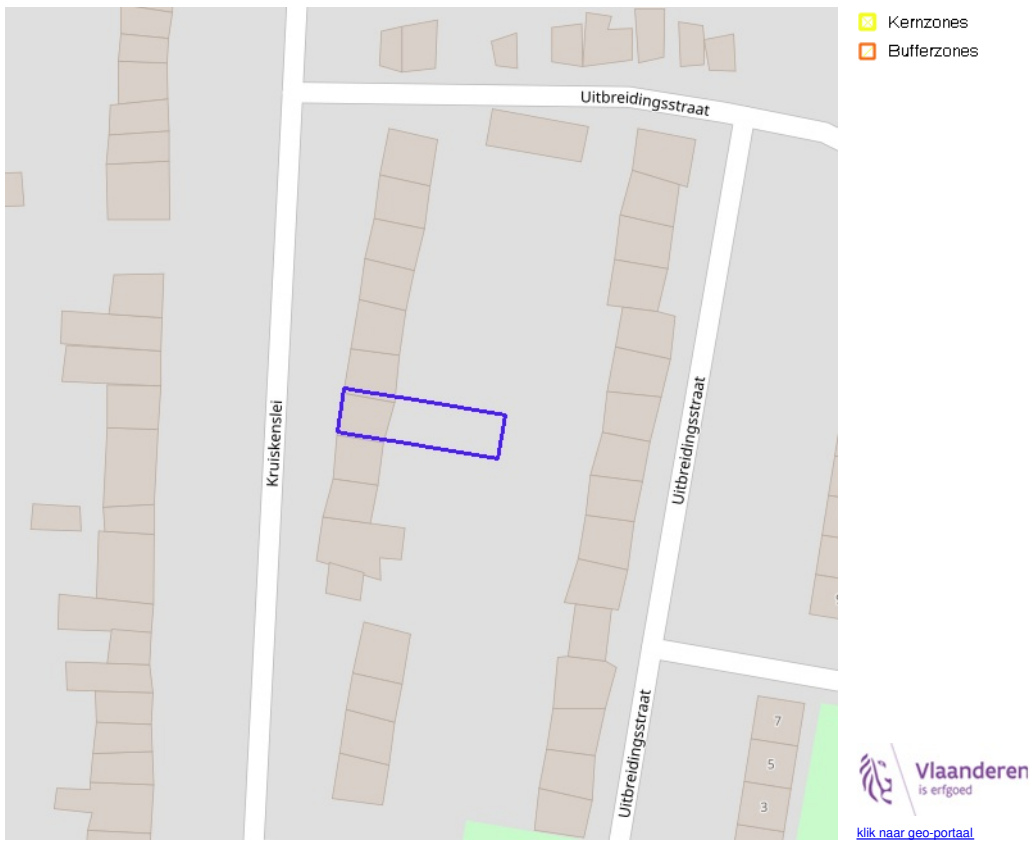 Kernzones
Bufferzones
Uitbreidingsstraat
Kruiskenslei
Uitbreidingsstraat
Uitbreidingsstraat
7
5
3
Vlaanderen
is erfgoed
klik naar geo-portaal